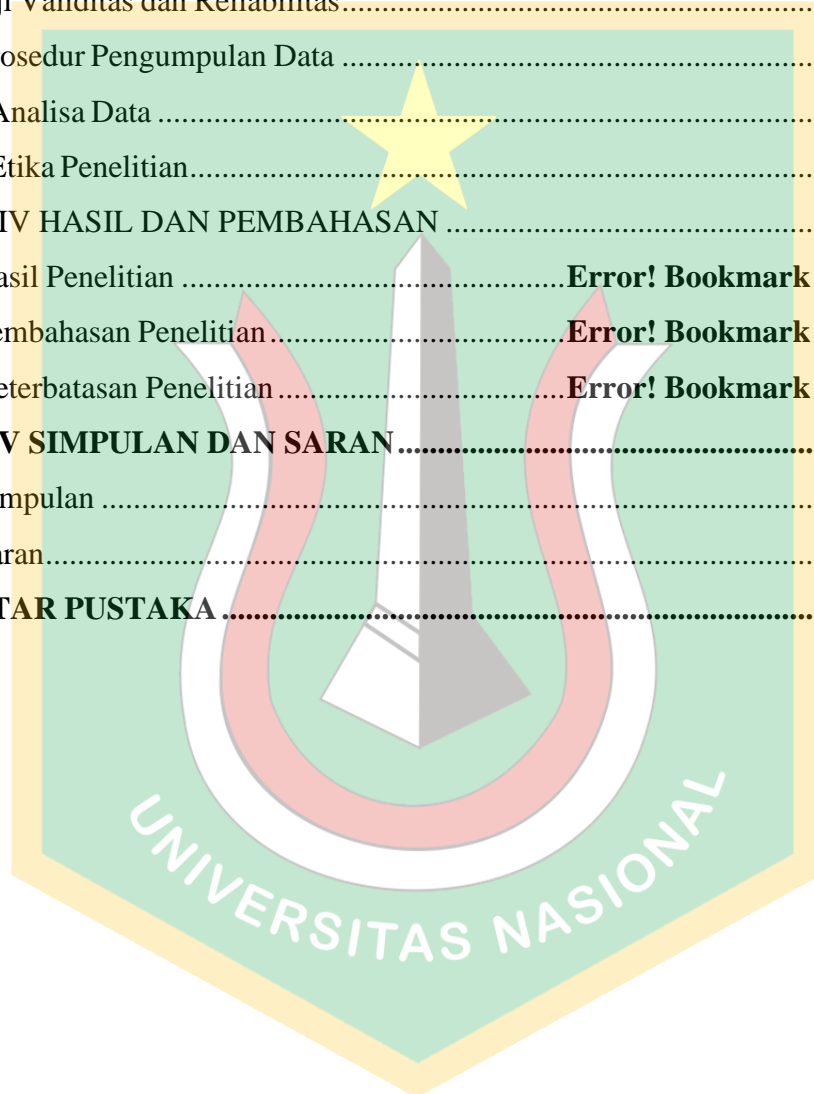 ji Validitas dan Reliabilitas..........................................................
osedur Pengumpulan Data ..........................................................
Analisa Data ..........................................................
Etika Penelitian..........................................................
IV HASIL DAN PEMBAHASAN ..........................................................
asil Penelitian ..........................................Error! Bookmark
embahasan Penelitian..........................................Error! Bookmark
eterbatasan Penelitian ..........................................Error! Bookmark
V SIMPULAN DAN SARAN..........................................................
mpulan ..........................................................
aran..........................................................
TAR PUSTAKA ..........................................................
UNIVERSITAS NASIONAL